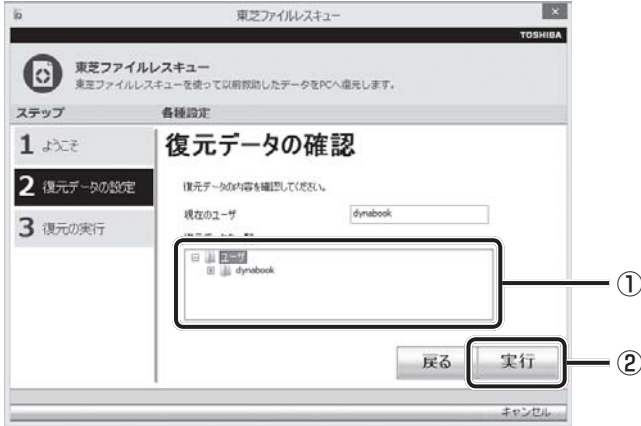 東芝ファイルレスキュー
TOSHIBA
東芝ファイルレスキュー
東芝ファイルレスキューを使って以前救助したデータをPCへ復元します。
ステップ
各種設定
1 ようこそ
2 復元データの設定
3 復元の実行
復元データの確認
復元データの内容を確認してください。
現在のユーザ
dynabook
ユーザ
dynabook
①
戻る
実行
②
キャンセル